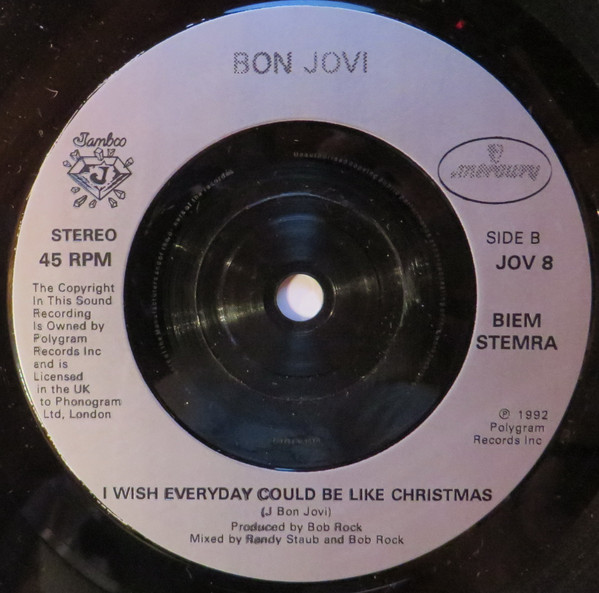 BON JOVI
Jambco
J
mercury
STEREO
45 RPM
SIDE B
JOV 8
The Copyright
In This Sound
Recording
Is Owned by
Polygram
Records Inc
and is
Licensed
in the UK
to Phonogram
Ltd, London
BIEM
STEMRA
℗ 1992
Polygram
Records Inc
I WISH EVERYDAY COULD BE LIKE CHRISTMAS
(J Bon Jovi)
Produced by Bob Rock
Mixed by Randy Staub and Bob Rock